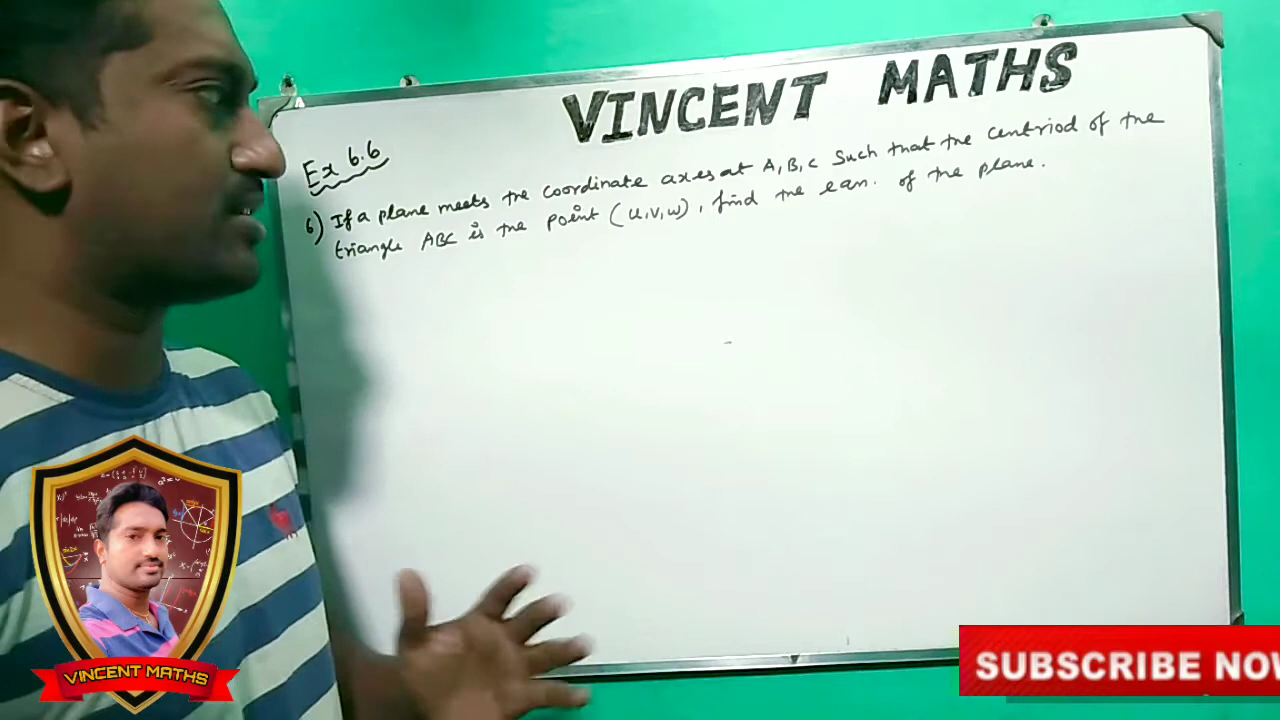 VINCENT MATHS
Ex 6.6
6) If a plane meets the coordinate axes at A, B, C Such that the centriod of the
triangle ABC is the point (u, v, w), find the eqn. of the plane.
VINCENT MATHS
SUBSCRIBE NOW